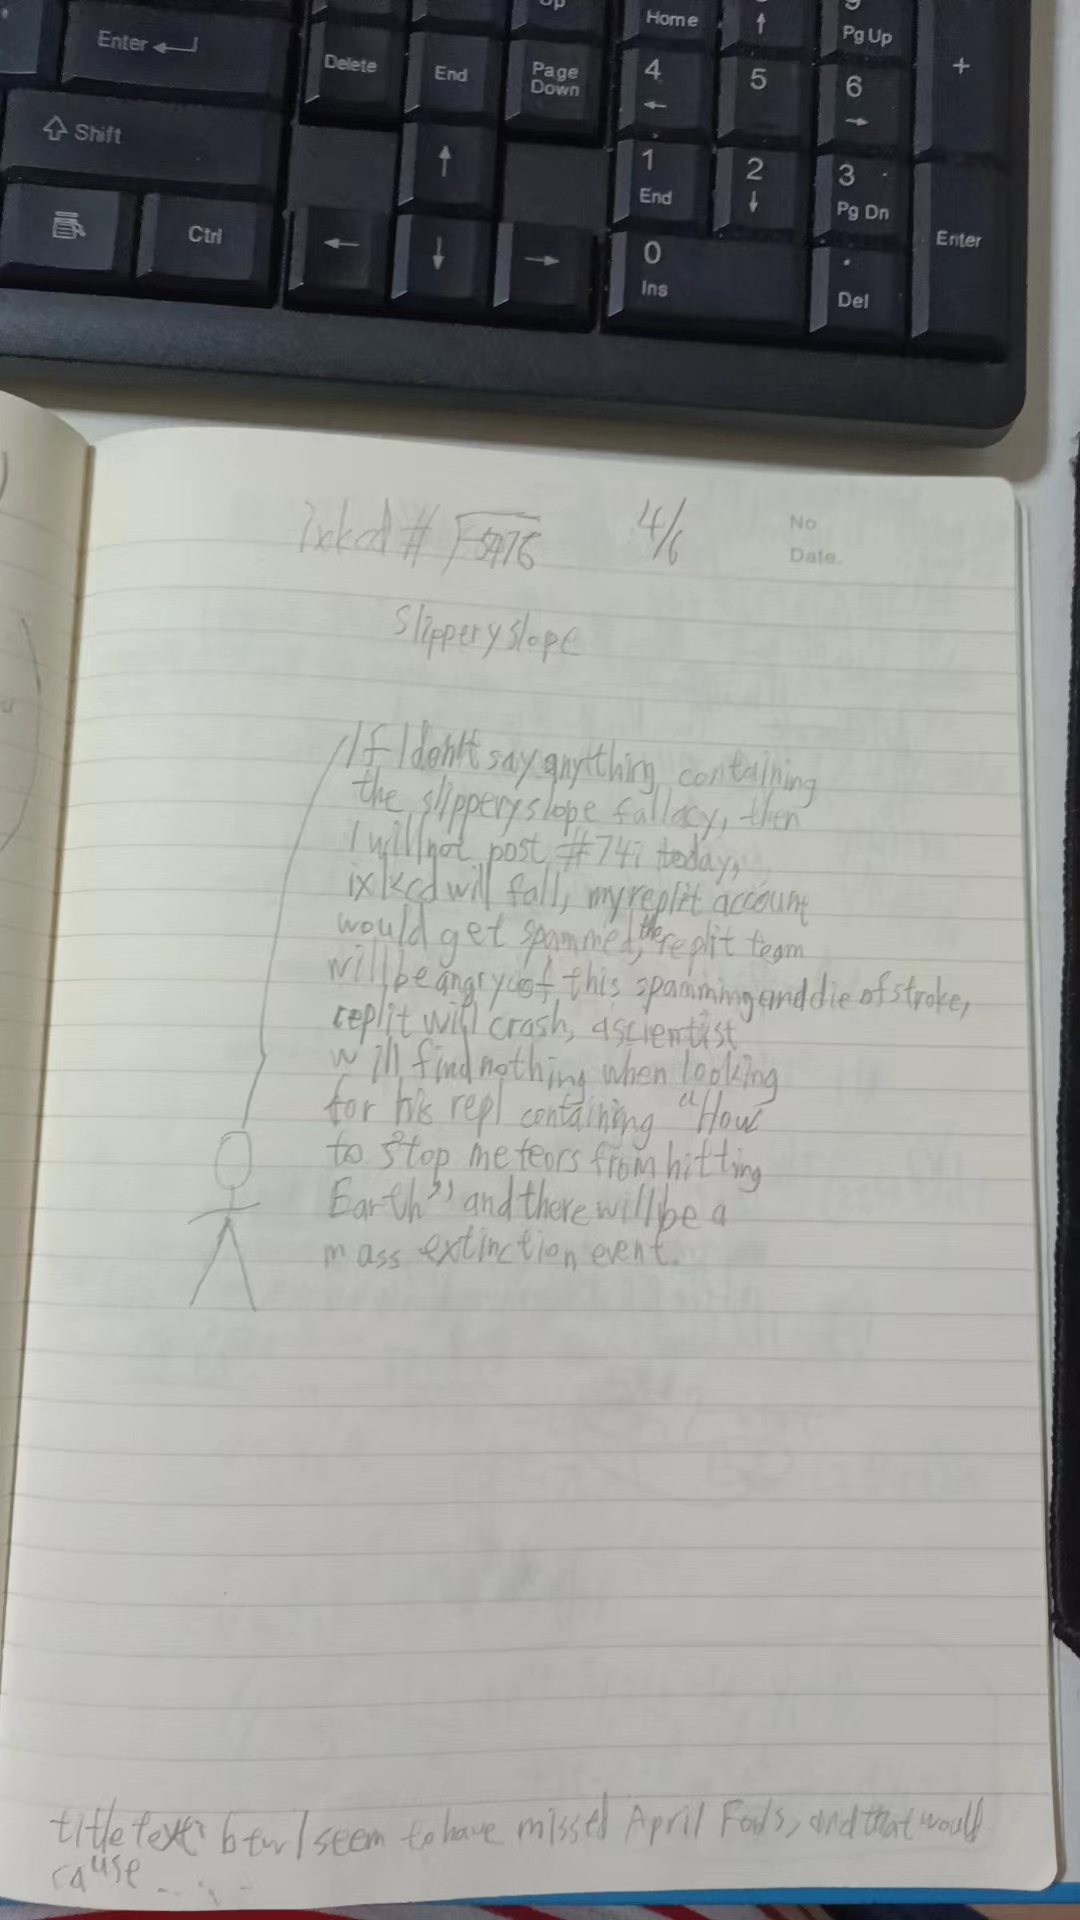 Up
Home
↑
9
Pg Up
+
Enter
Delete
End
Page
Down
4
←
5
6
→
Shift
↑
1
End
2
↓
3
Pg Dn
Ctrl
←
↓
→
0
Ins
.
Del
Enter
ixkcd # 4/6
No
Date.
slippery slope
If I don't say anything containing
the slippery slope fallacy, then
I will not post #74i today,
ixkcd will fall, my replit account
would get spammed, the replit team
will be angry of this spamming and die of stroke,
replit will crash, a scientist
will find nothing when looking
for his repl containing "How
to stop meteors from hitting
Earth", and there will be a
mass extinction event.
title text: btw I seem to have missed April Fools, and that would
cause .....